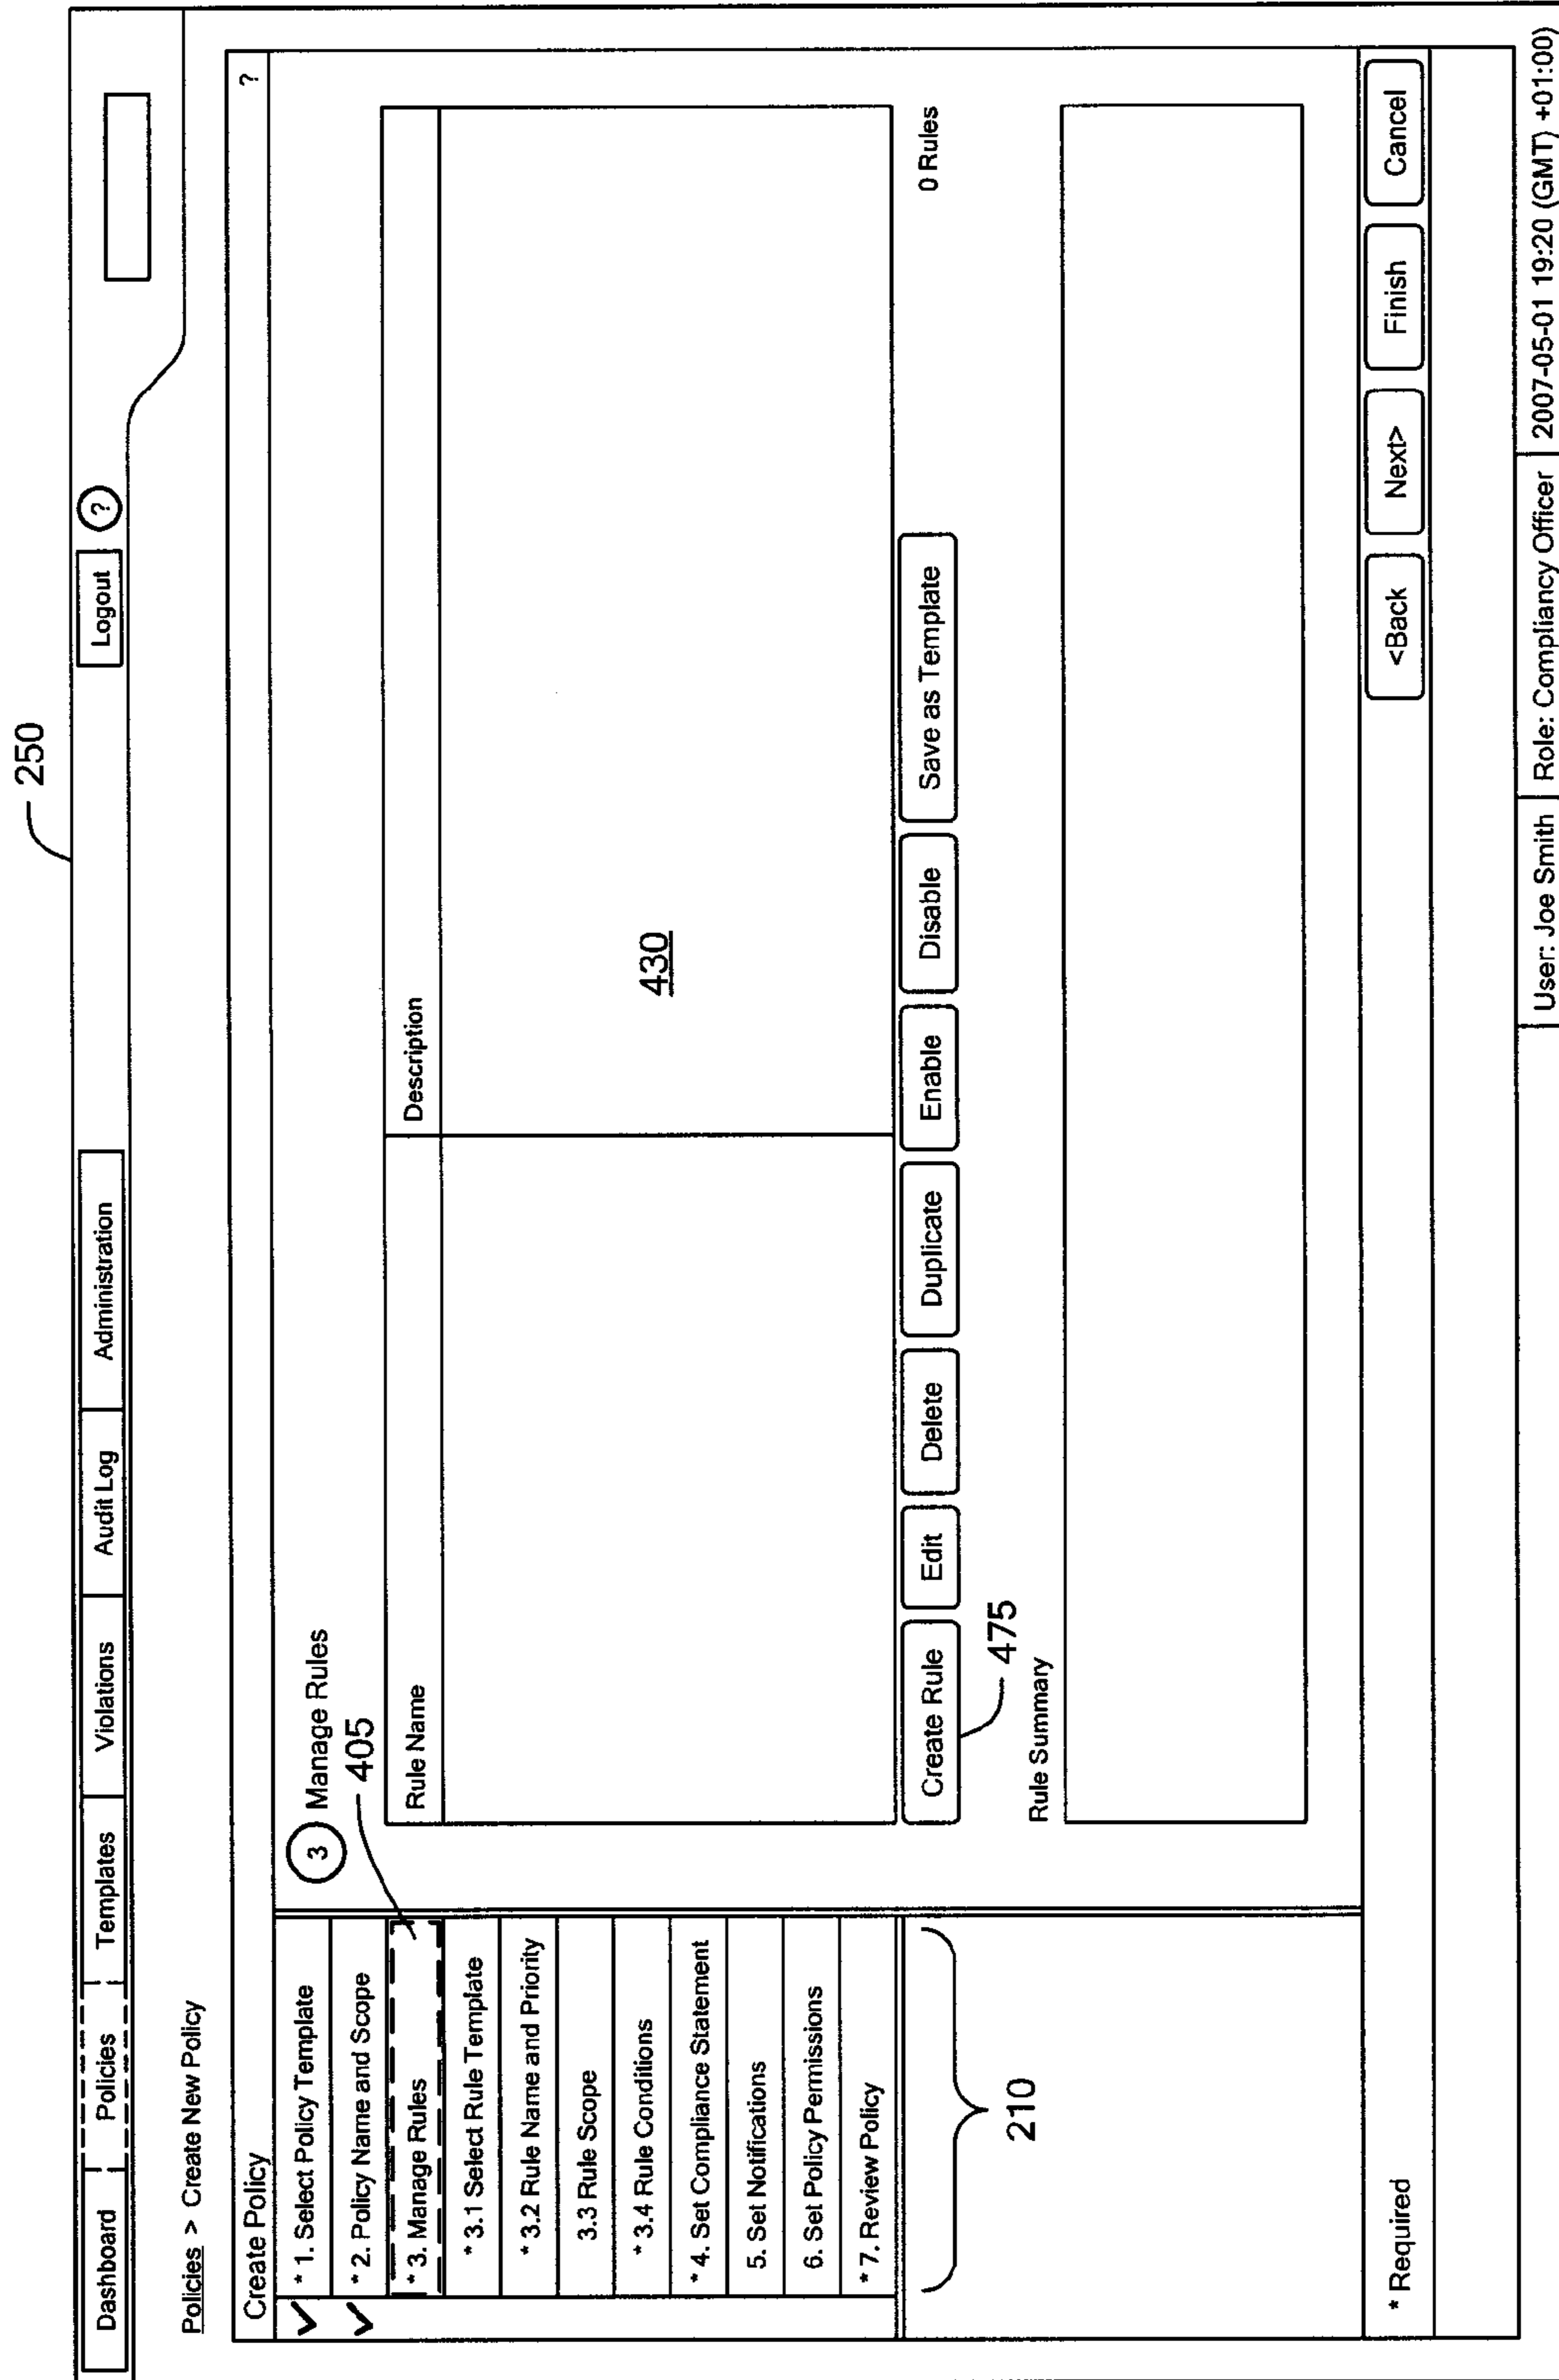 250
Dashboard Policies Templates Violations Audit Log Administration Logout ?
Policies > Create New Policy
Create Policy ?
* 1. Select Policy Template
* 2. Policy Name and Scope
* 3. Manage Rules
* 3.1 Select Rule Template
* 3.2 Rule Name and Priority
3.3 Rule Scope
* 3.4 Rule Conditions
* 4. Set Compliance Statement
5. Set Notifications
6. Set Policy Permissions
* 7. Review Policy
210
3 Manage Rules
405
Rule Name Description
430
Create Rule Edit Delete Duplicate Enable Disable Save as Template 0 Rules
475
Rule Summary
* Required <Back Next> Finish Cancel
User: Joe Smith Role: Compliancy Officer 2007-05-01 19:20 (GMT) +01:00)